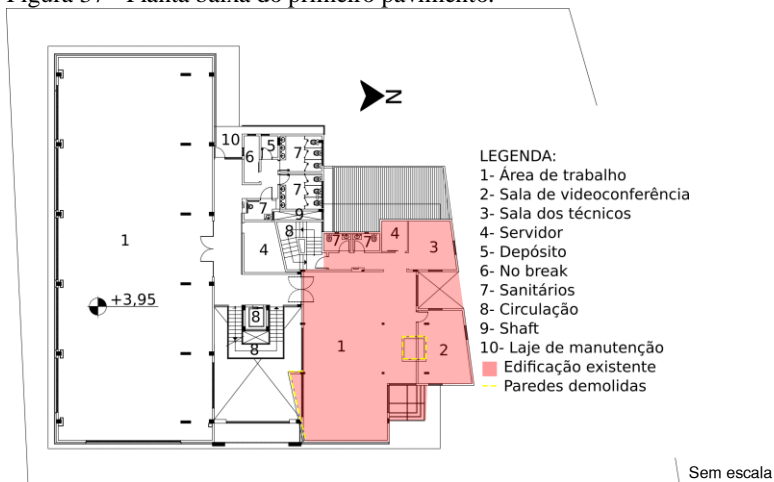 Figura 37 - Planta baixa do primeiro pavimento.
N
10
5
7
6
7
7
9
8
7
7
4
3
4
1
+3,95
8
8
1
2
LEGENDA:
1- Área de trabalho
2- Sala de videoconferência
3- Sala dos técnicos
4- Servidor
5- Depósito
6- No break
7- Sanitários
8- Circulação
9- Shaft
10- Laje de manutenção
Edificação existente
Paredes demolidas
Sem escala